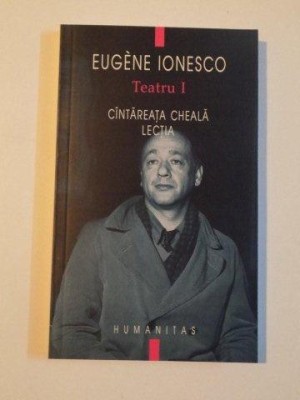 EUGÈNE IONESCO
Teatru I
CÎNTĂREAȚA CHEALĂ
LECȚIA
HUMANITAS